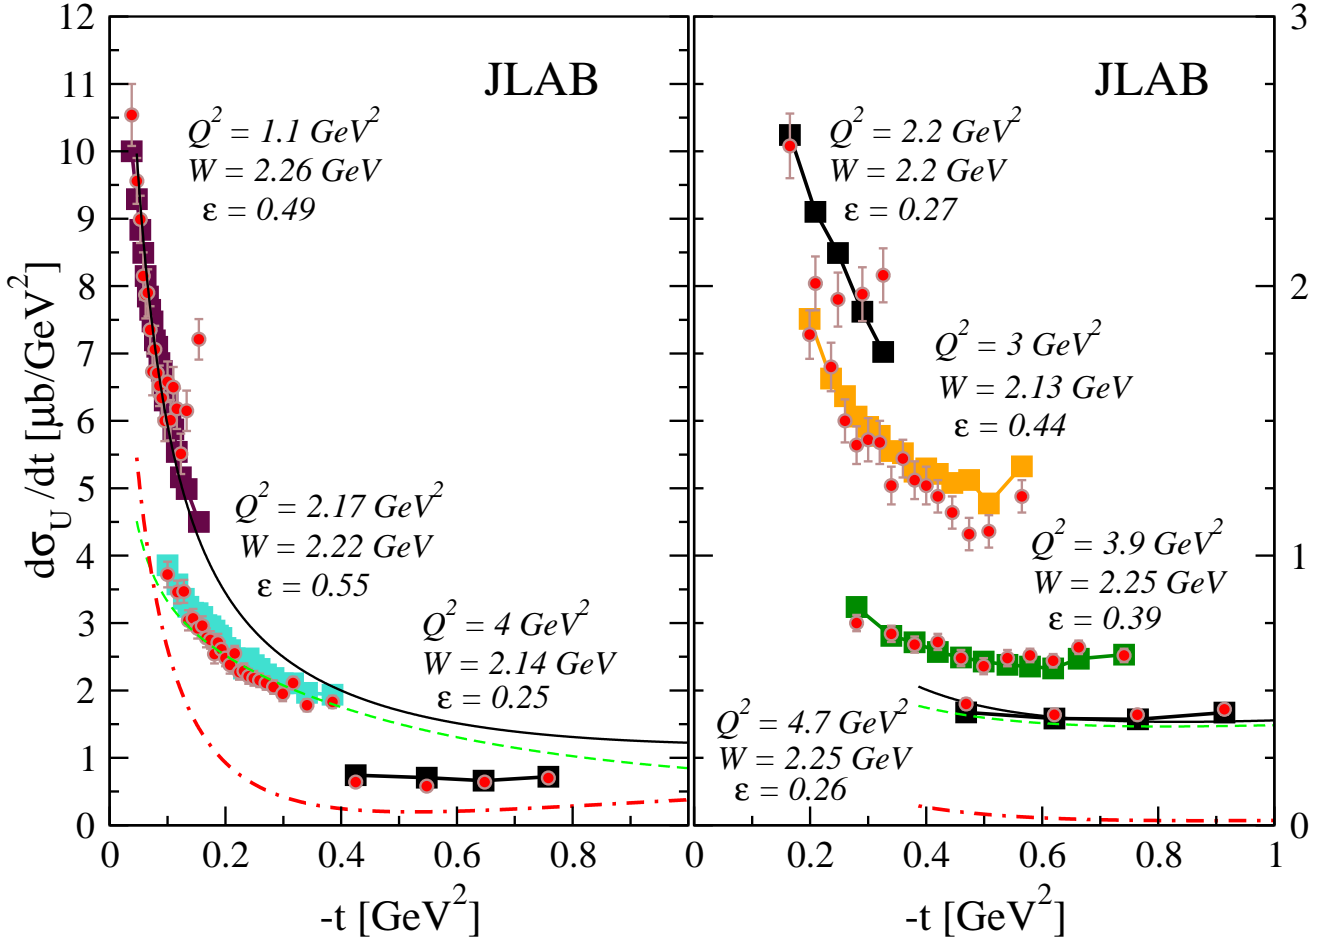 12
11
10
9
8
7
6
5
4
3
2
1
0
dσ_U/dt [μb/GeV²]
JLAB
Q² = 1.1 GeV²
W = 2.26 GeV
ε = 0.49
Q² = 2.17 GeV²
W = 2.22 GeV
ε = 0.55
Q² = 4 GeV²
W = 2.14 GeV
ε = 0.25
0 0.2 0.4 0.6 0.8
-t [GeV²]
JLAB
Q² = 2.2 GeV²
W = 2.2 GeV
ε = 0.27
Q² = 3 GeV²
W = 2.13 GeV
ε = 0.44
Q² = 3.9 GeV²
W = 2.25 GeV
ε = 0.39
Q² = 4.7 GeV²
W = 2.25 GeV
ε = 0.26
3
2
1
0
0.2 0.4 0.6 0.8 1
-t [GeV²]